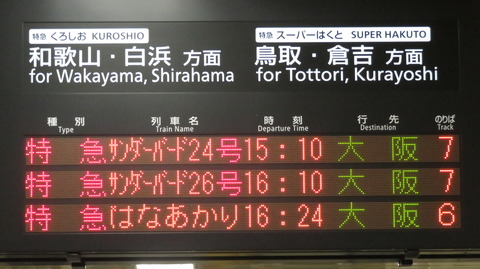 特急 くろしお KUROSHIO
和歌山・白浜 方面
for Wakayama, Shirahama
特急 スーパーはくと SUPER HAKUTO
鳥取・倉吉 方面
for Tottori, Kurayoshi
種別 列車名 時刻 行先 のりば
Type Train Name Departure Time Destination Track
特急 サンダーバード24号 15:10 大阪 7
特急 サンダーバード26号 16:10 大阪 7
特急 はなあかり 16:24 大阪 6